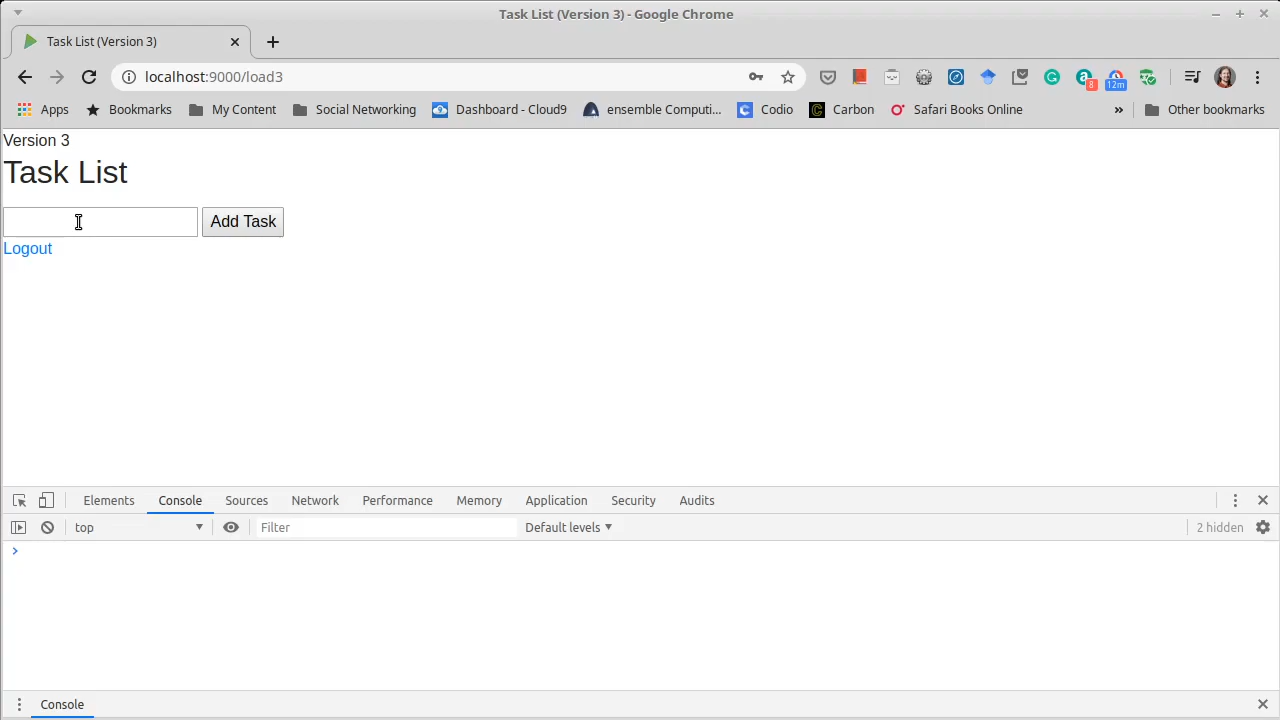 Task List (Version 3) - Google Chrome
Task List (Version 3)
localhost:9000/load3
8
12m
Apps Bookmarks My Content Social Networking Dashboard - Cloud9 ensemble Computi... Codio Carbon Safari Books Online » Other bookmarks
Version 3
Task List
Add Task
Logout
Elements Console Sources Network Performance Memory Application Security Audits
top Filter Default levels 2 hidden
Console